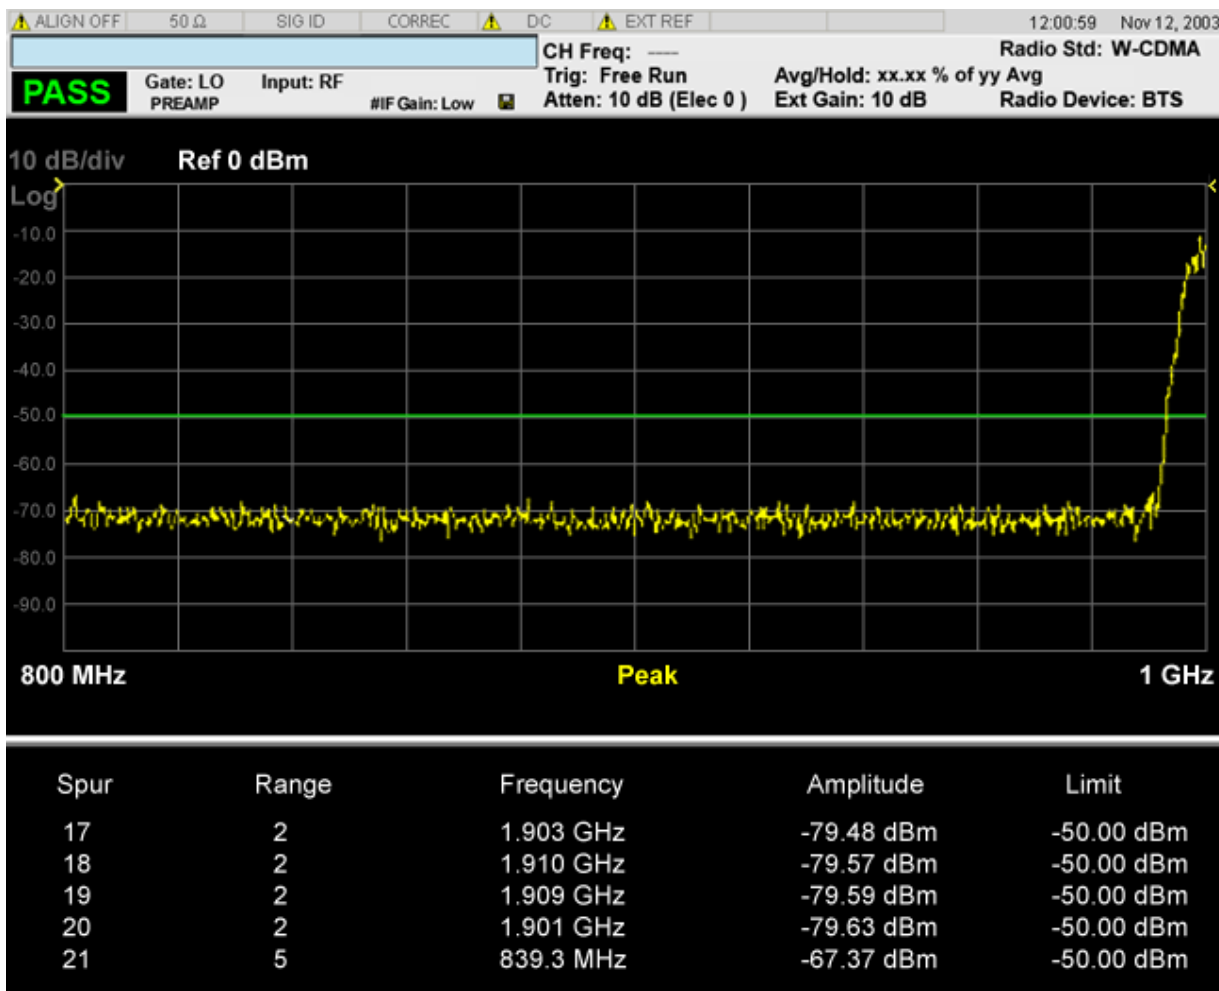 ALIGN OFF 50 Ω SIG ID CORREC DC EXT REF 12:00:59 Nov 12, 2003
CH Freq: ---- Radio Std: W-CDMA
PASS Gate: LO Input: RF Trig: Free Run Avg/Hold: xx.xx % of yy Avg
PREAMP #IF Gain: Low Atten: 10 dB (Elec 0 ) Ext Gain: 10 dB Radio Device: BTS
10 dB/div Ref 0 dBm
Log
-10.0
-20.0
-30.0
-40.0
-50.0
-60.0
-70.0
-80.0
-90.0
800 MHz Peak 1 GHz
Spur Range Frequency Amplitude Limit
17 2 1.903 GHz -79.48 dBm -50.00 dBm
18 2 1.910 GHz -79.57 dBm -50.00 dBm
19 2 1.909 GHz -79.59 dBm -50.00 dBm
20 2 1.901 GHz -79.63 dBm -50.00 dBm
21 5 839.3 MHz -67.37 dBm -50.00 dBm